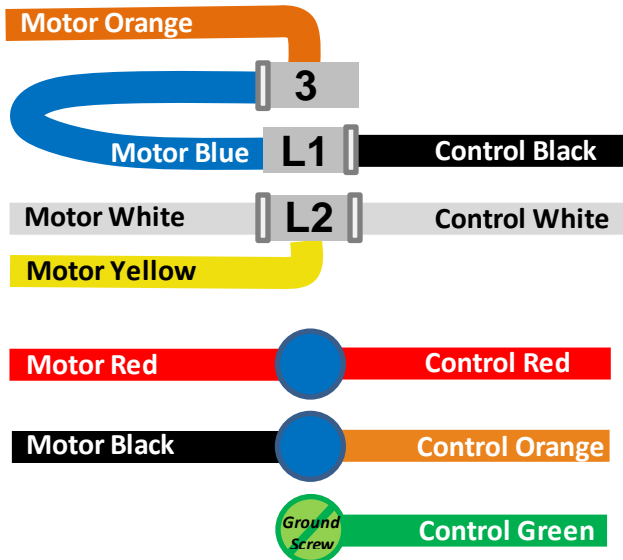 Motor Orange
3
Motor Blue L1 Control Black
Motor White L2 Control White
Motor Yellow
Motor Red Control Red
Motor Black Control Orange
Ground
Screw
Control Green